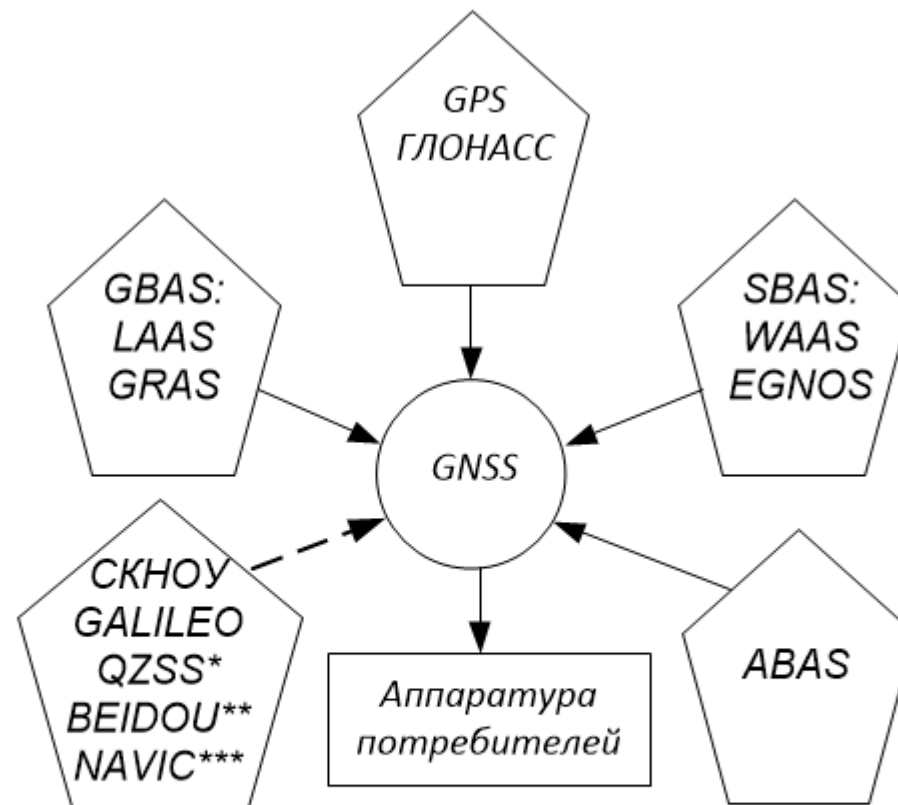 GPS
ГЛОНАСС
GBAS:
LAAS
GRAS
SBAS:
WAAS
EGNOS
GNSS
СКНОУ
GALILEO
QZSS*
BEIDOU**
NAVIC***
Аппаратура
потребителей
ABAS